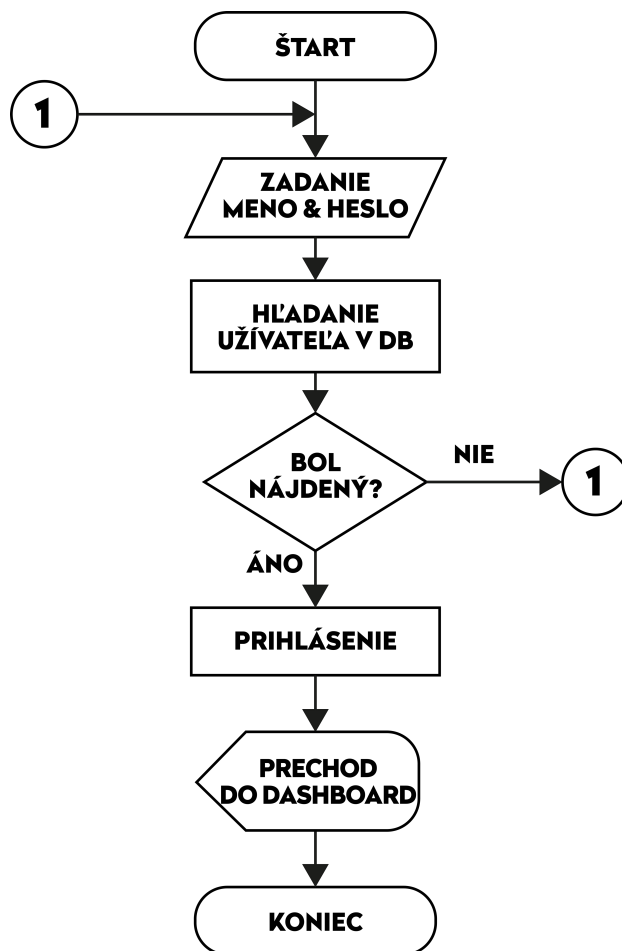 ŠTART
1
ZADANIE
MENO & HESLO
HĽADANIE
UŽÍVATEĽA V DB
BOL
NÁJDENÝ?
NIE
1
ÁNO
PRIHLÁSENIE
PRECHOD
DO DASHBOARD
KONIEC